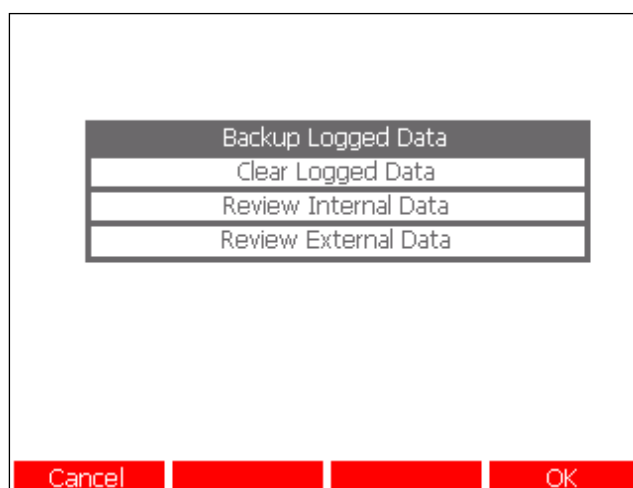 Backup Logged Data
Clear Logged Data
Review Internal Data
Review External Data
Cancel OK